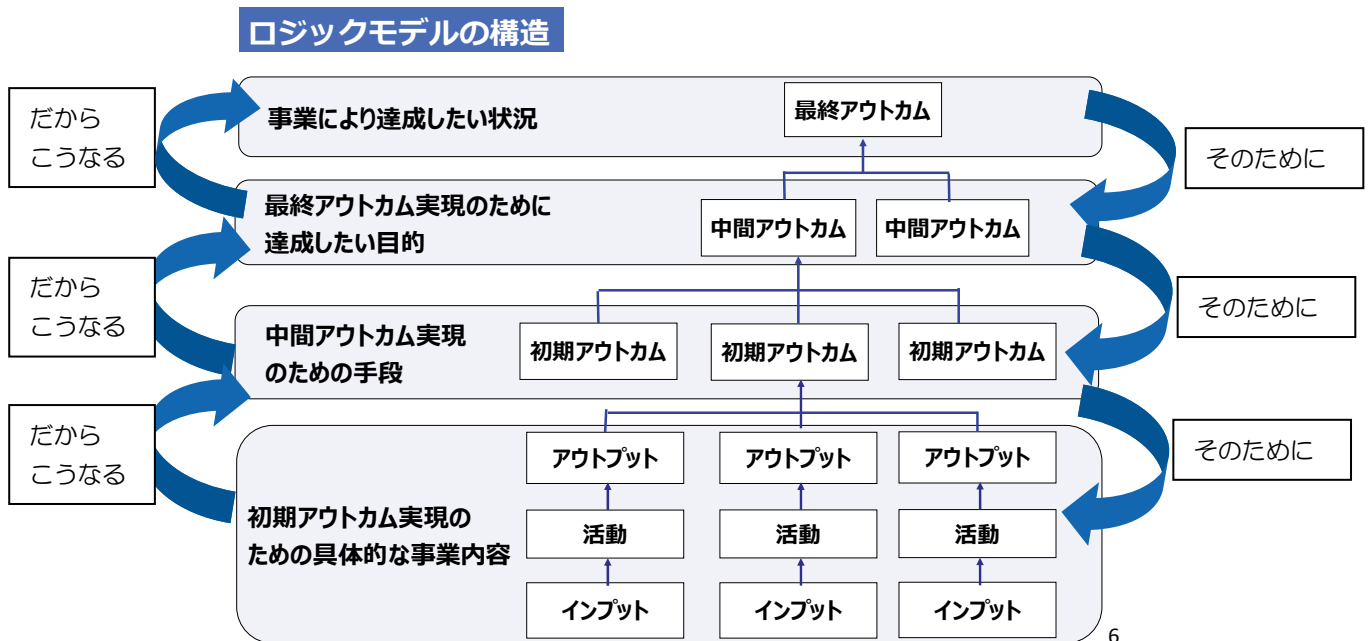 ロジックモデルの構造
だから
こうなる
事業により達成したい状況
最終アウトカム
そのために
最終アウトカム実現のために
達成したい目的
中間アウトカム
中間アウトカム
だから
こうなる
そのために
中間アウトカム実現
のための手段
初期アウトカム
初期アウトカム
初期アウトカム
だから
こうなる
そのために
アウトプット
アウトプット
アウトプット
初期アウトカム実現の
ための具体的な事業内容
活動
活動
活動
インプット
インプット
インプット
6